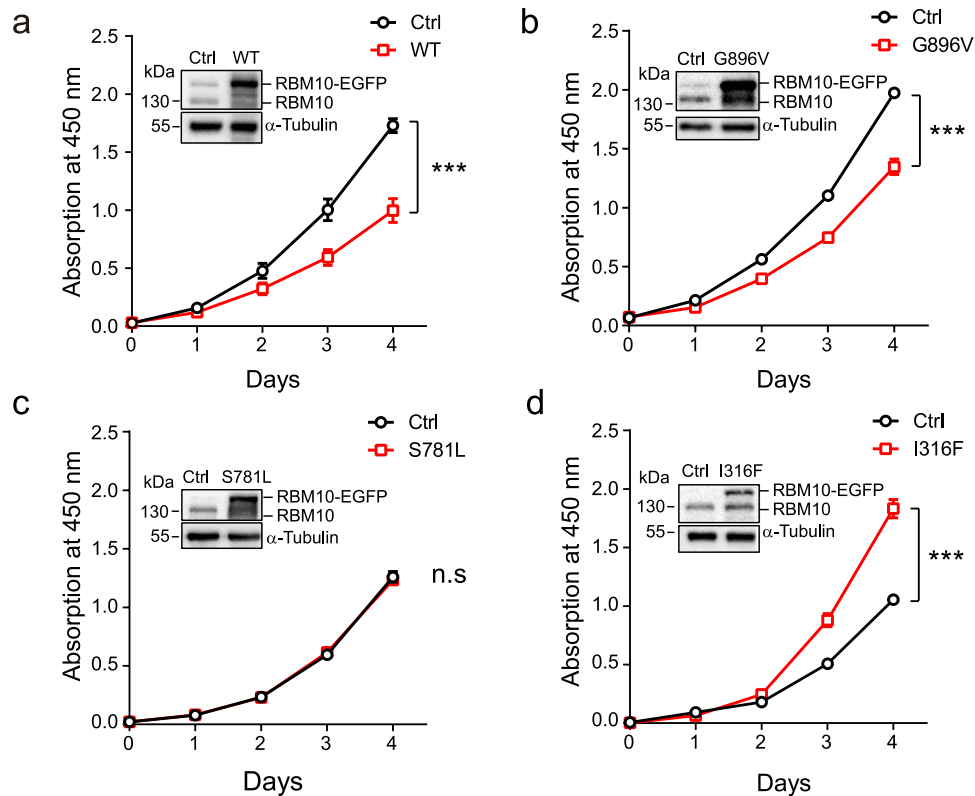 a
Ctrl
WT
Absorption at 450 nm
2.5
2.0
1.5
1.0
0.5
0.0
kDa
Ctrl WT
130
55
RBM10-EGFP
RBM10
α-Tubulin
***
0 1 2 3 4
Days
b
Ctrl
G896V
Absorption at 450 nm
2.5
2.0
1.5
1.0
0.5
0.0
kDa
Ctrl G896V
130
55
RBM10-EGFP
RBM10
α-Tubulin
***
0 1 2 3 4
Days
c
Ctrl
S781L
Absorption at 450 nm
2.5
2.0
1.5
1.0
0.5
0.0
kDa
Ctrl S781L
130
55
RBM10-EGFP
RBM10
α-Tubulin
n.s
0 1 2 3 4
Days
d
Ctrl
I316F
Absorption at 450 nm
2.5
2.0
1.5
1.0
0.5
0.0
kDa
Ctrl I316F
130
55
RBM10-EGFP
RBM10
α-Tubulin
***
0 1 2 3 4
Days